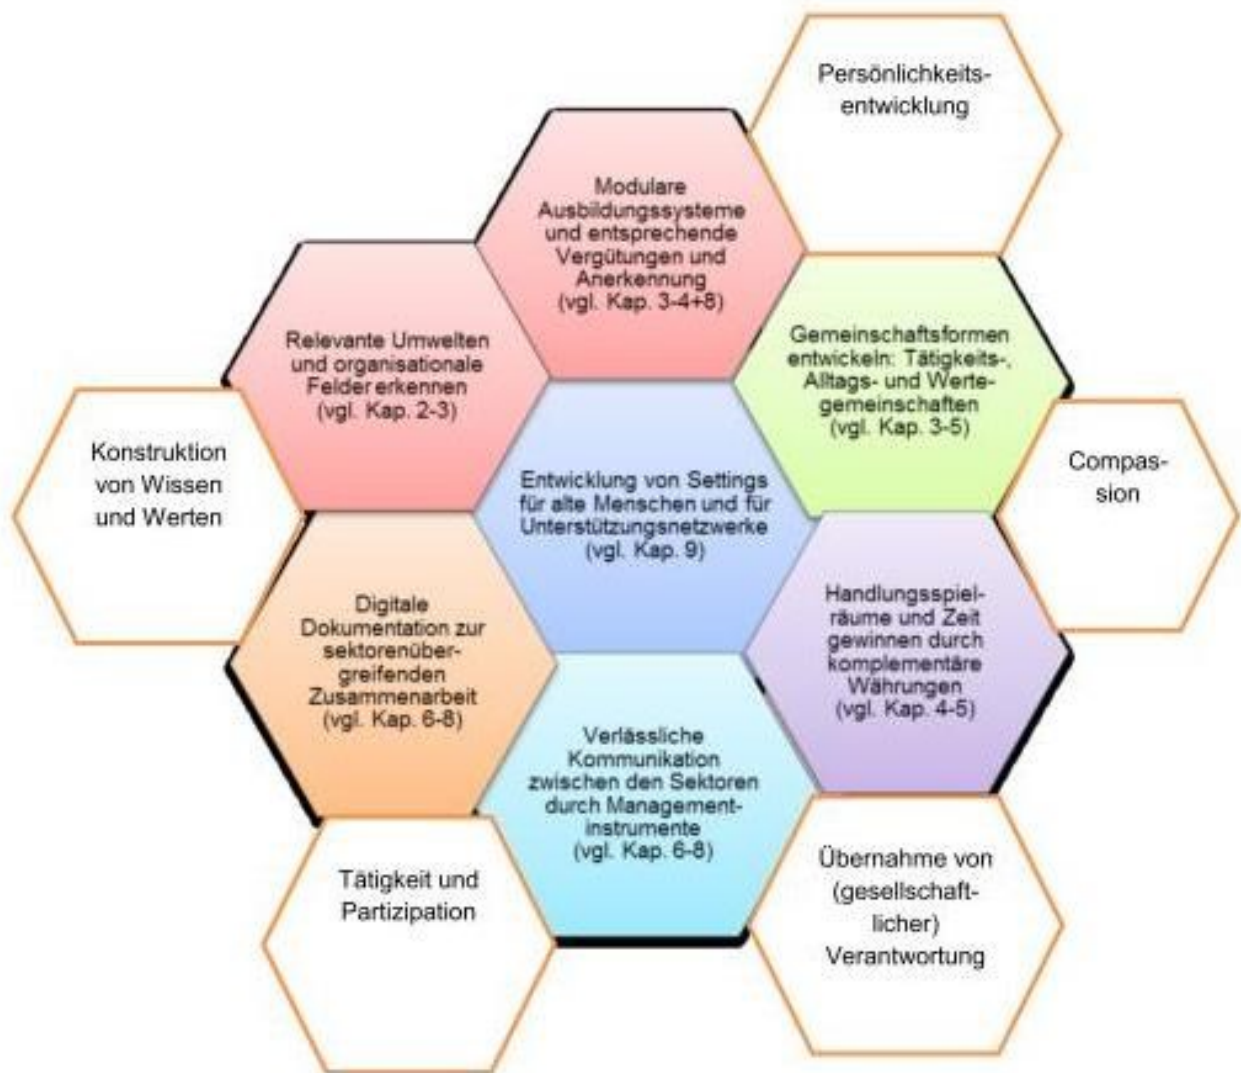 Persönlichkeits-
entwicklung
Modulare
Ausbildungssysteme
und entsprechende
Vergütungen und
Anerkennung
(vgl. Kap. 3-4+8)
Relevante Umwelten
und organisationale
Felder erkennen
(vgl. Kap. 2-3)
Gemeinschaftsformen
entwickeln: Tätigkeits-,
Alltags- und Werte-
gemeinschaften
(vgl. Kap. 3-5)
Konstruktion
von Wissen
und Werten
Entwicklung von Settings
für alte Menschen und für
Unterstützungsnetzwerke
(vgl. Kap. 9)
Compas-
sion
Digitale
Dokumentation zur
sektorenüber-
greifenden
Zusammenarbeit
(vgl. Kap. 6-8)
Handlungsspiel-
räume und Zeit
gewinnen durch
komplementäre
Währungen
(vgl. Kap. 4-5)
Verlässliche
Kommunikation
zwischen den Sektoren
durch Management-
instrumente
(vgl. Kap. 6-8)
Tätigkeit und
Partizipation
Übernahme von
(gesellschaft-
licher)
Verantwortung